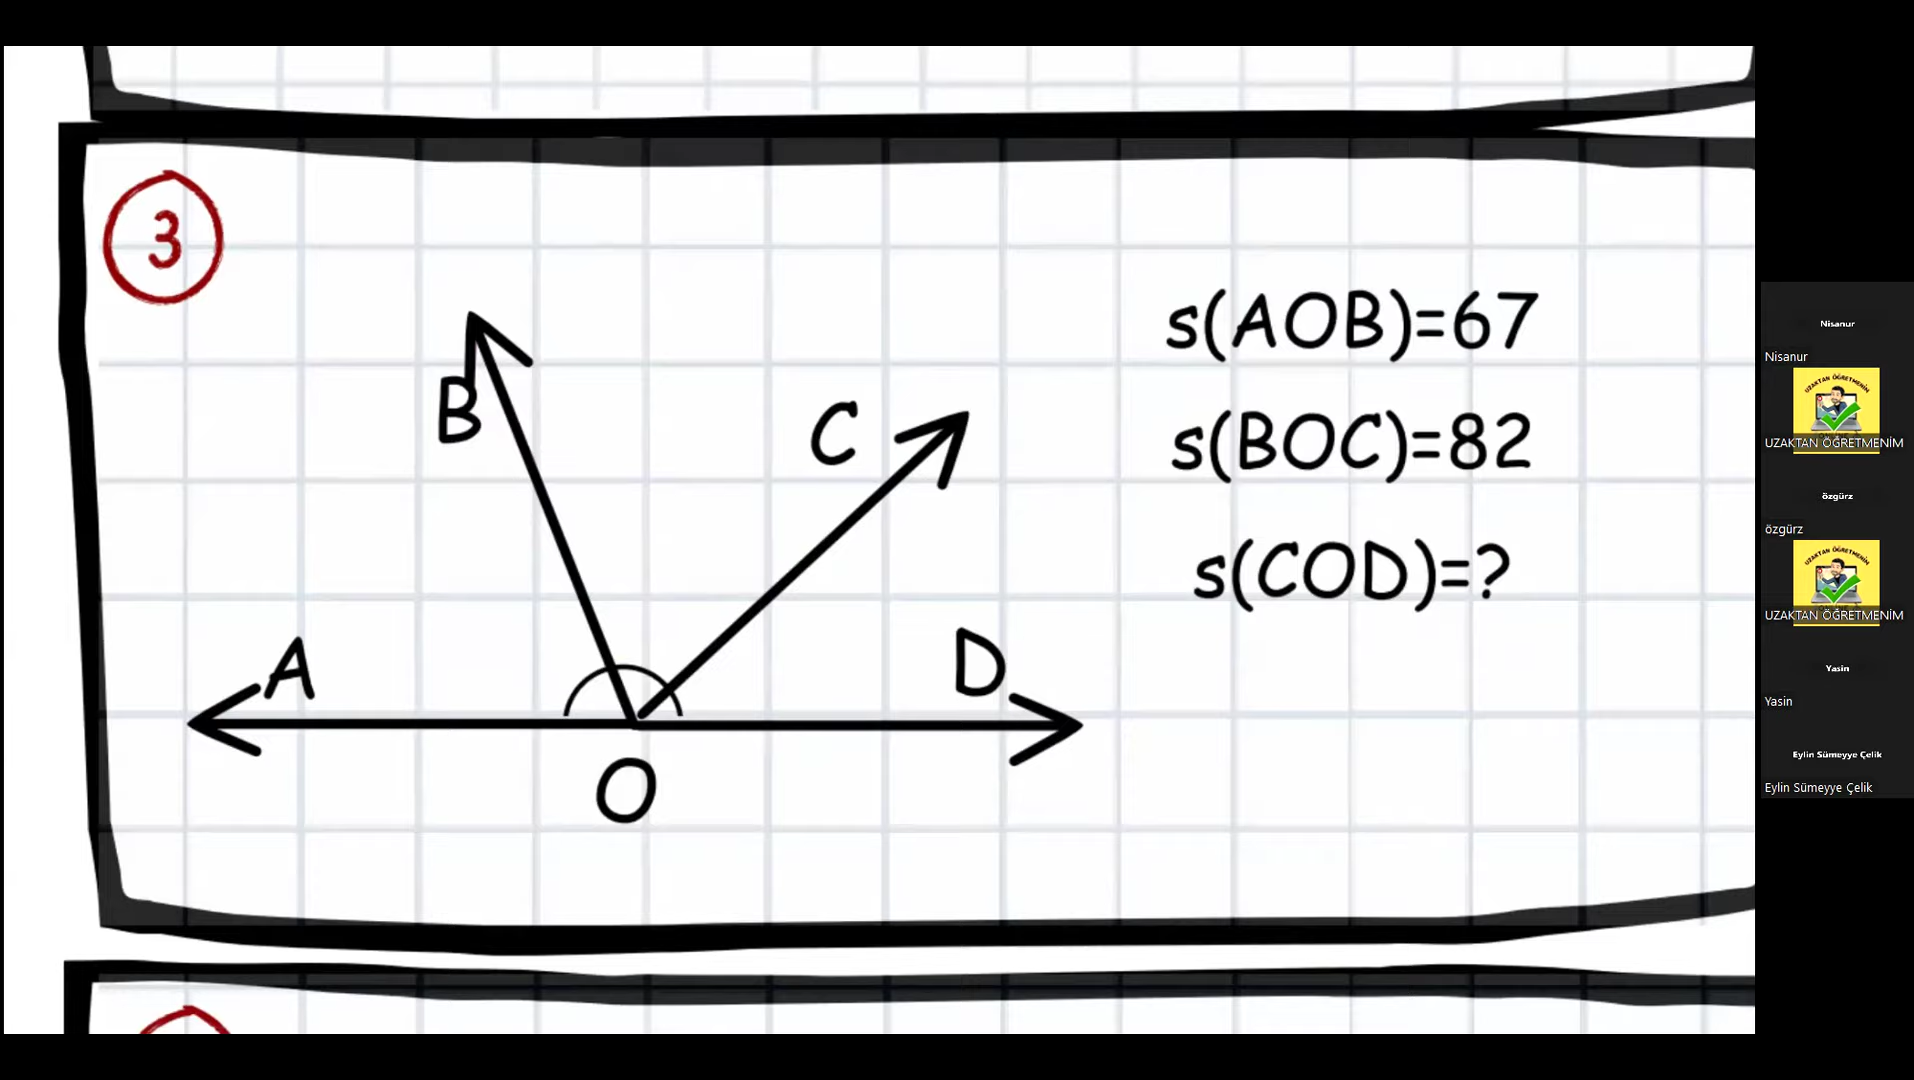 3
s(AOB)=67
B
C
s(BOC)=82
s(COD)=?
A
D
O
Nisanur
Nisanur
UZAKTAN ÖĞRETMENİM
UZAKTAN ÖĞRETMENİM
özgürz
özgürz
UZAKTAN ÖĞRETMENİM
UZAKTAN ÖĞRETMENİM
Yasin
Yasin
Eylin Sümeyye Çelik
Eylin Sümeyye Çelik